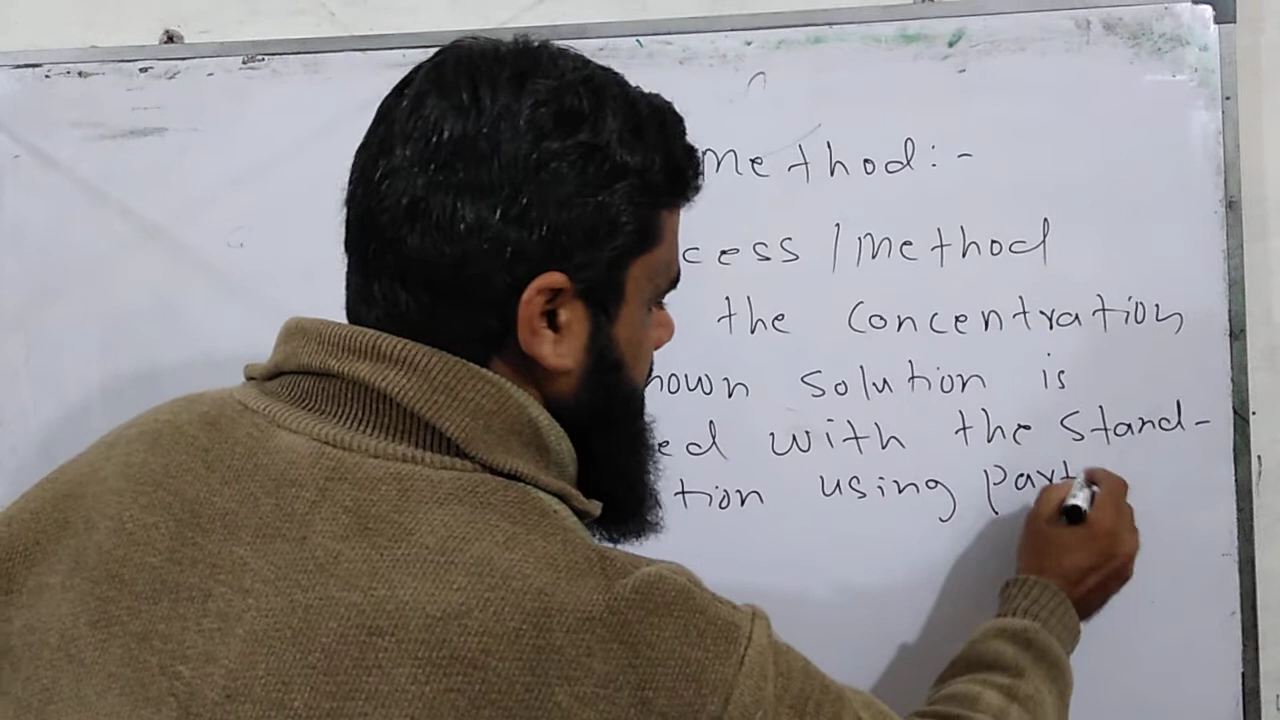 Method:-
cess / Method
the concentration
nown solution is
ed with the stand-
tion using part